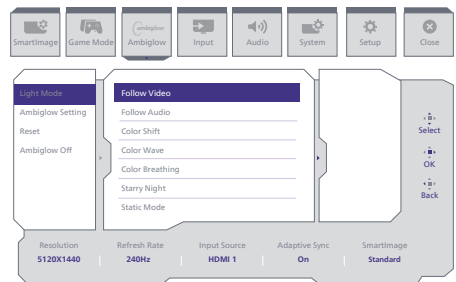 SmartImage
Game Mode
ambiglow
Ambiglow
Input
Audio
System
Setup
Close
Light Mode
Ambiglow Setting
Reset
Ambiglow Off
Follow Video
Follow Audio
Color Shift
Color Wave
Color Breathing
Starry Night
Static Mode
Select
OK
Back
Resolution Refresh Rate Input Source Adaptive Sync SmartImage
5120X1440 240Hz HDMI 1 On Standard